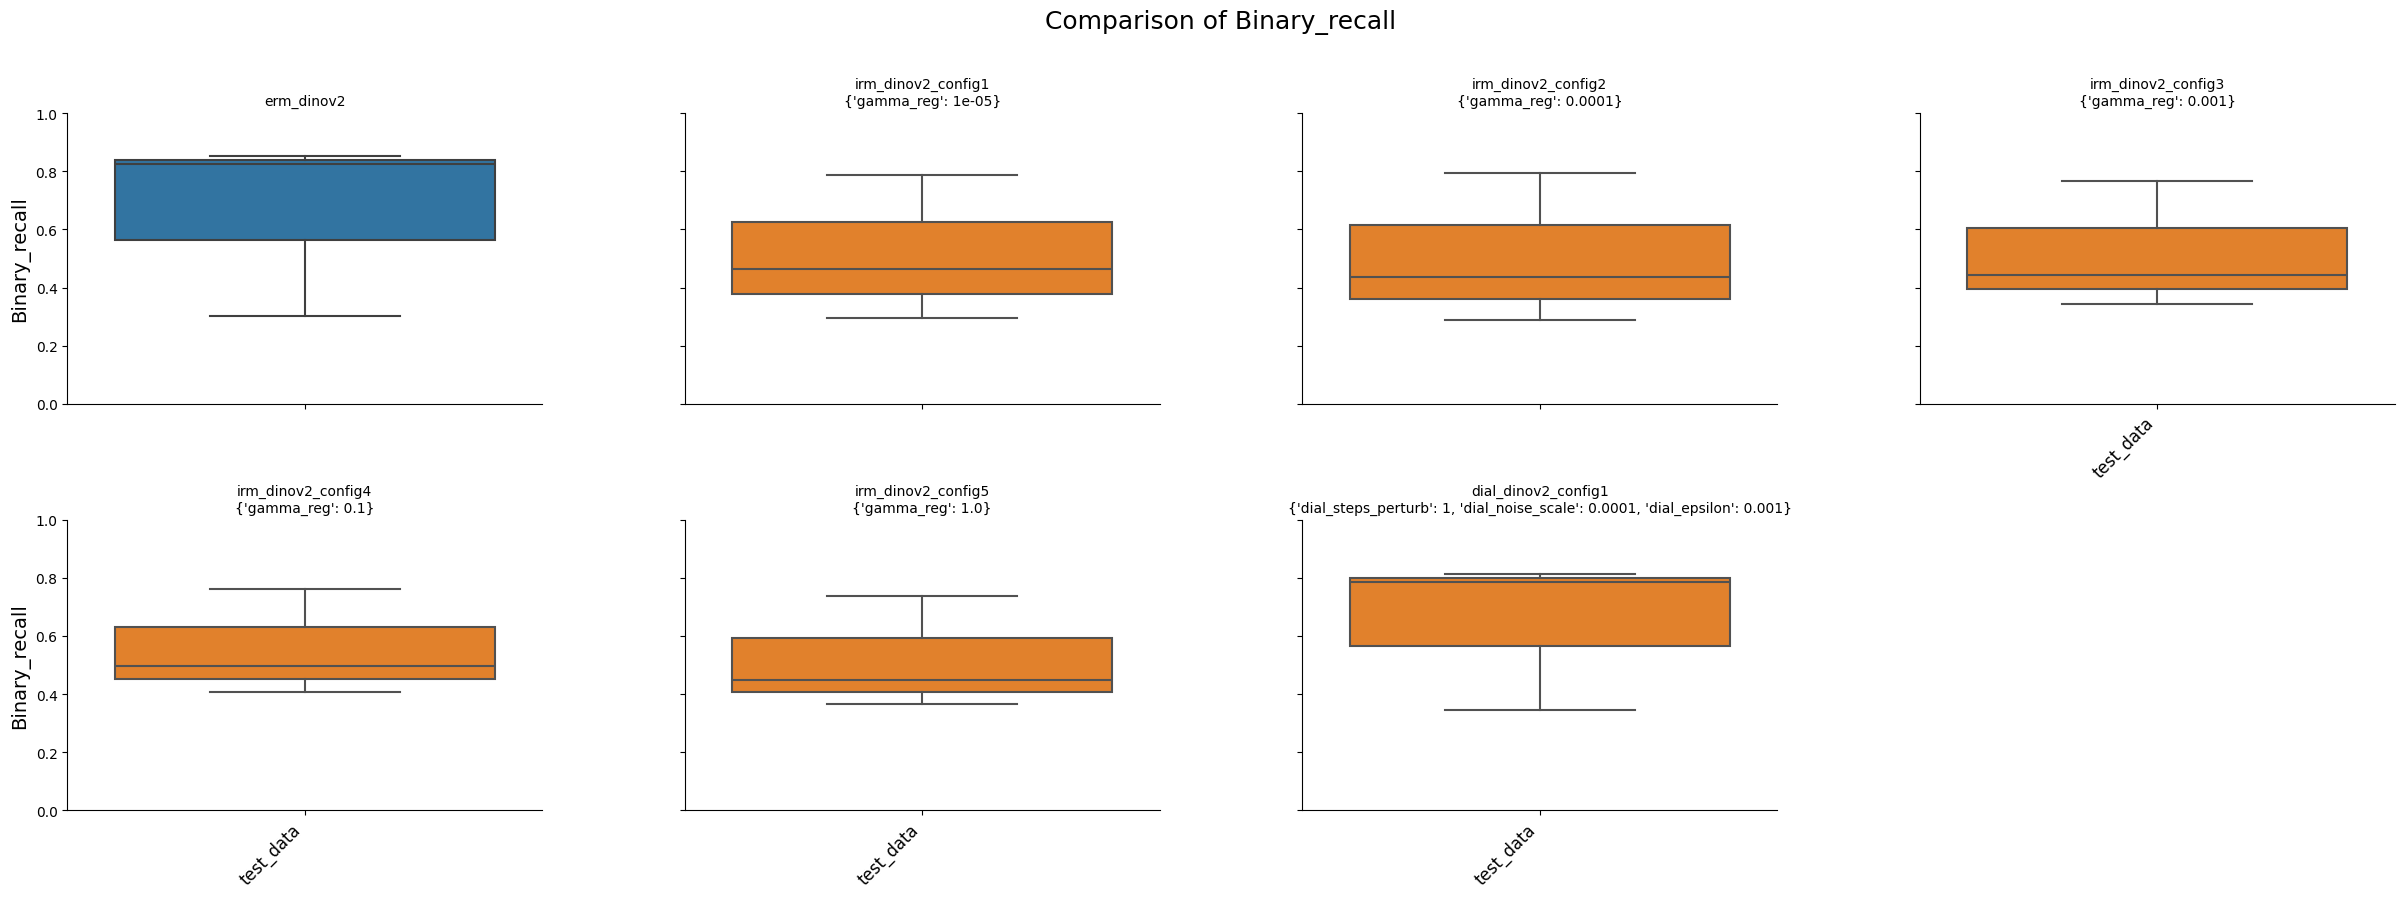 Comparison of Binary_recall
erm_dinov2
irm_dinov2_config1
{'gamma_reg': 1e-05}
irm_dinov2_config2
{'gamma_reg': 0.0001}
irm_dinov2_config3
{'gamma_reg': 0.001}
Binary_recall
1.0
0.8
0.6
0.4
0.2
0.0
test_data
irm_dinov2_config4
{'gamma_reg': 0.1}
irm_dinov2_config5
{'gamma_reg': 1.0}
dial_dinov2_config1
{'dial_steps_perturb': 1, 'dial_noise_scale': 0.0001, 'dial_epsilon': 0.001}
Binary_recall
1.0
0.8
0.6
0.4
0.2
0.0
test_data
test_data
test_data